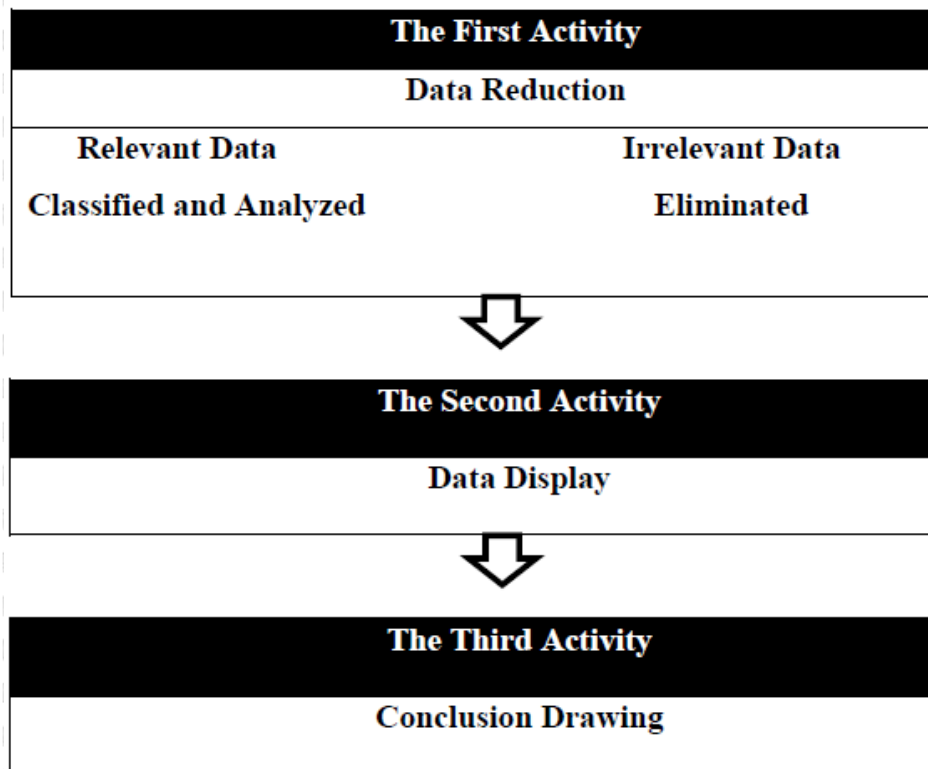 The First Activity
Data Reduction
Relevant Data
Irrelevant Data
Classified and Analyzed
Eliminated
The Second Activity
Data Display
The Third Activity
Conclusion Drawing